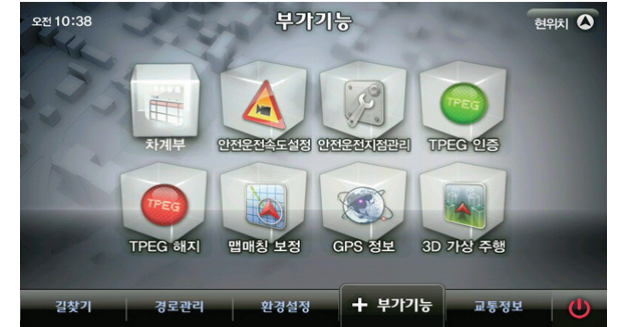 오전 10:38
부가기능
현위치
차계부
안전운전속도설정
안전운전지점관리
TPEG
TPEG 인증
TPEG
TPEG 해지
맵매칭 보정
GPS 정보
3D 가상 주행
길찾기
경로관리
환경설정
+ 부가기능
교통정보